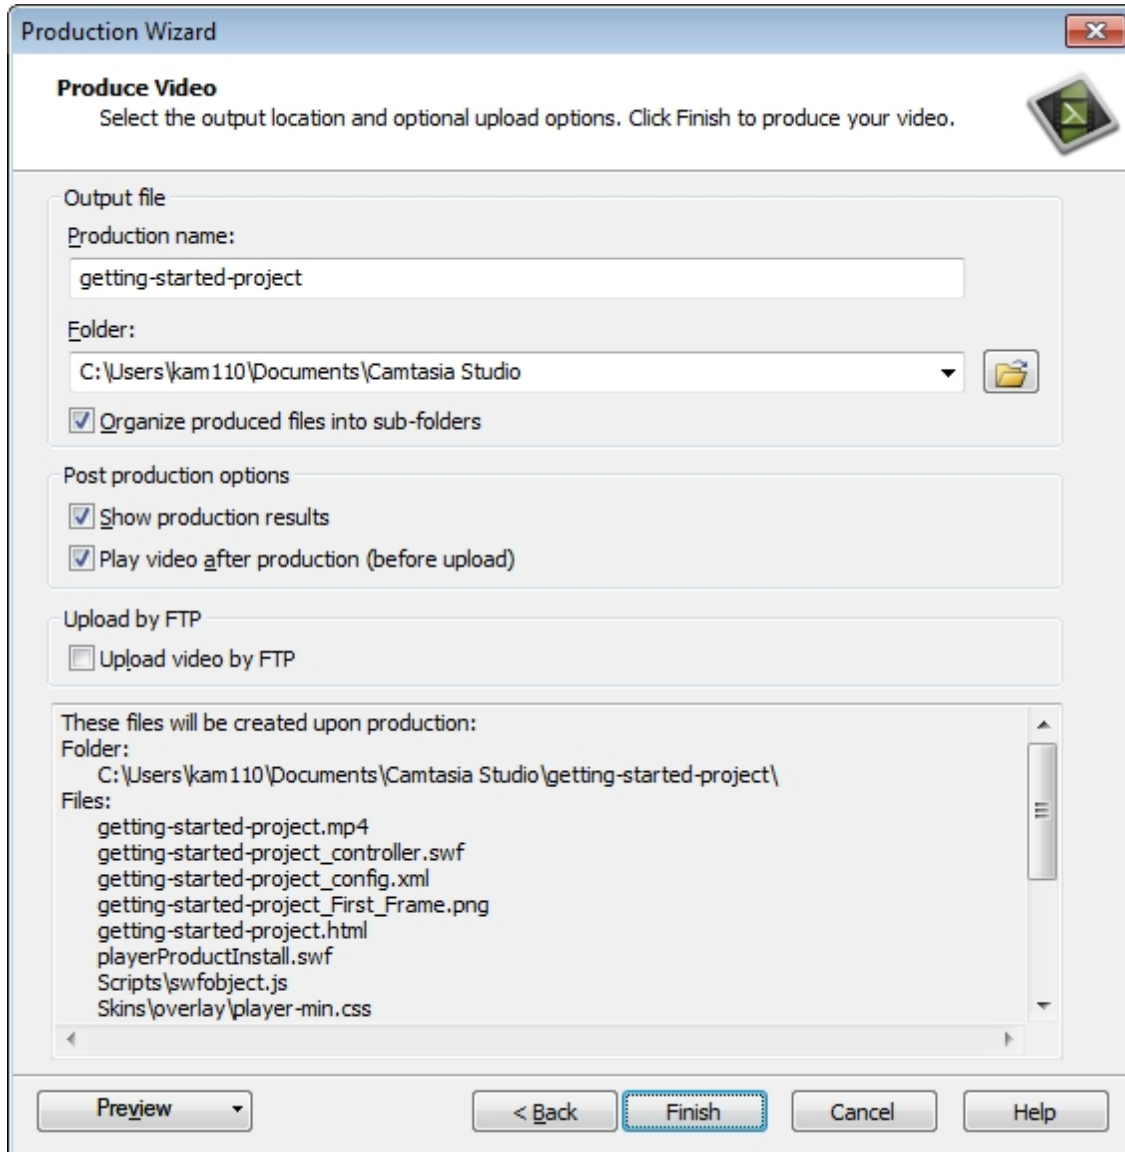 Production Wizard
Produce Video
Select the output location and optional upload options. Click Finish to produce your video.
Output file
Production name:
getting-started-project
Folder:
C:\Users\kam110\Documents\Camtasia Studio
Organize produced files into sub-folders
Post production options
Show production results
Play video after production (before upload)
Upload by FTP
Upload video by FTP
These files will be created upon production:
Folder:
C:\Users\kam110\Documents\Camtasia Studio\getting-started-project\
Files:
getting-started-project.mp4
getting-started-project_controller.swf
getting-started-project_config.xml
getting-started-project_First_Frame.png
getting-started-project.html
playerProductInstall.swf
Scripts\swfobject.js
Skins\overlay\player-min.css
Preview < Back Finish Cancel Help